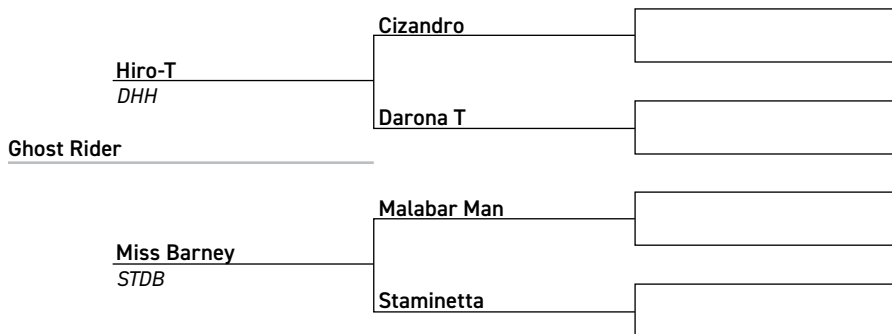 Cizandro
Hiro-T
DHH
Darona T
Ghost Rider
Malabar Man
Miss Barney
STDB
Staminetta